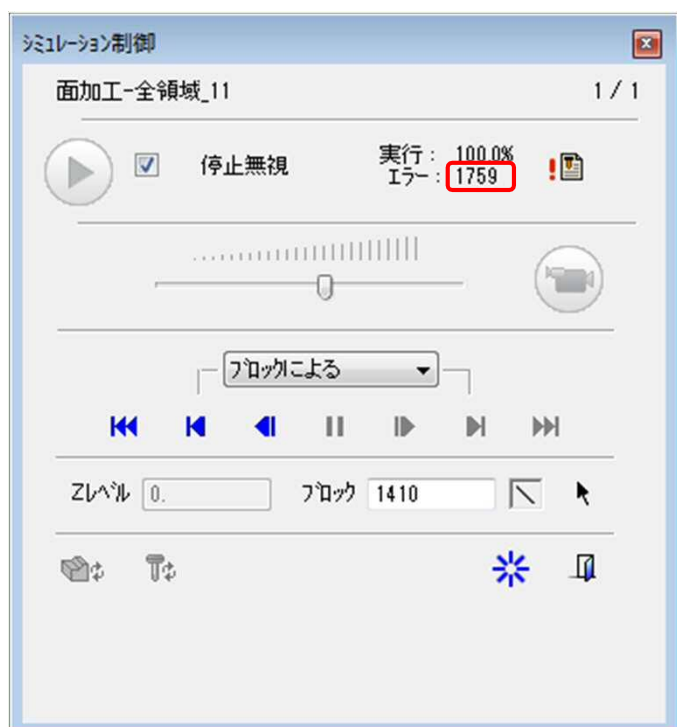 シミュレーション制御
面加工-全領域_11 1 / 1
停止無視 実行： 100.0%
エラー： 1759
ブロックによる
Zレベル 0. ブロック 1410